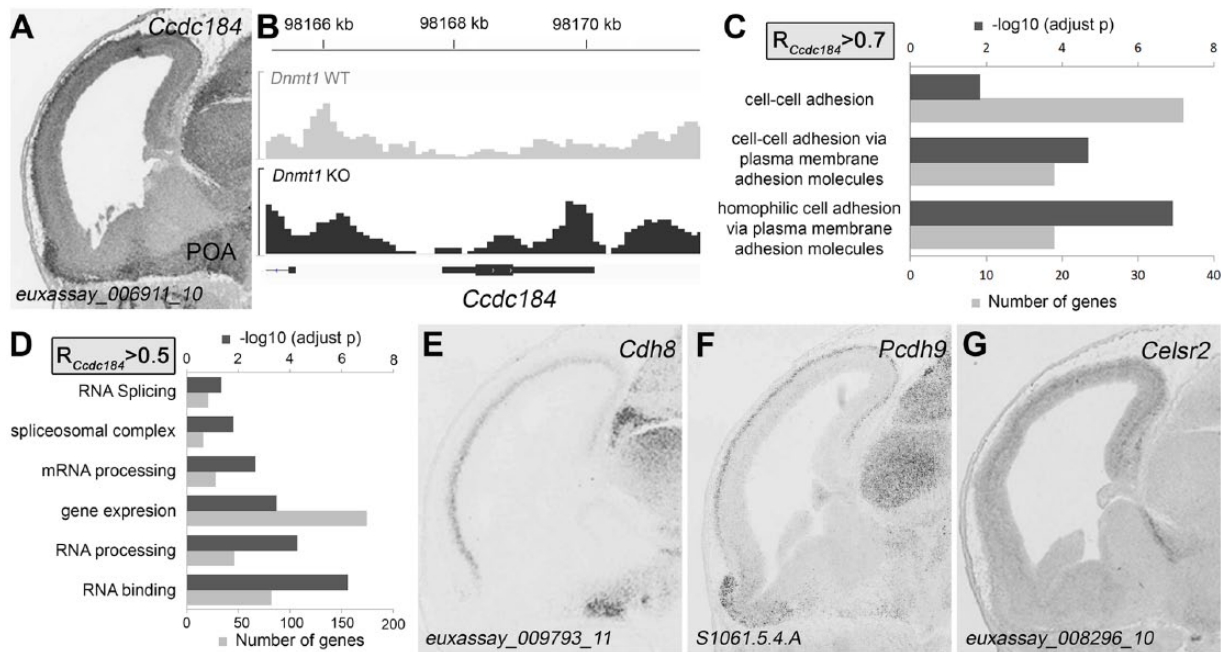 A
Ccdc184
POA
euxassay_006911_10
B
98166 kb 98168 kb 98170 kb
Dnmt1 WT
Dnmt1 KO
Ccdc184
C
RCcdc184>0.7
-log10 (adjust p)
0 2 4 6 8
cell-cell adhesion
cell-cell adhesion via
plasma membrane
adhesion molecules
homophilic cell adhesion
via plasma membrane
adhesion molecules
0 10 20 30 40
Number of genes
D
RCcdc184>0.5
-log10 (adjust p)
0 2 4 6 8
RNA Splicing
spliceosomal complex
mRNA processing
gene expresion
RNA processing
RNA binding
0 50 100 150 200
Number of genes
E
Cdh8
euxassay_009793_11
F
Pcdh9
S1061.5.4.A
G
Celsr2
euxassay_008296_10